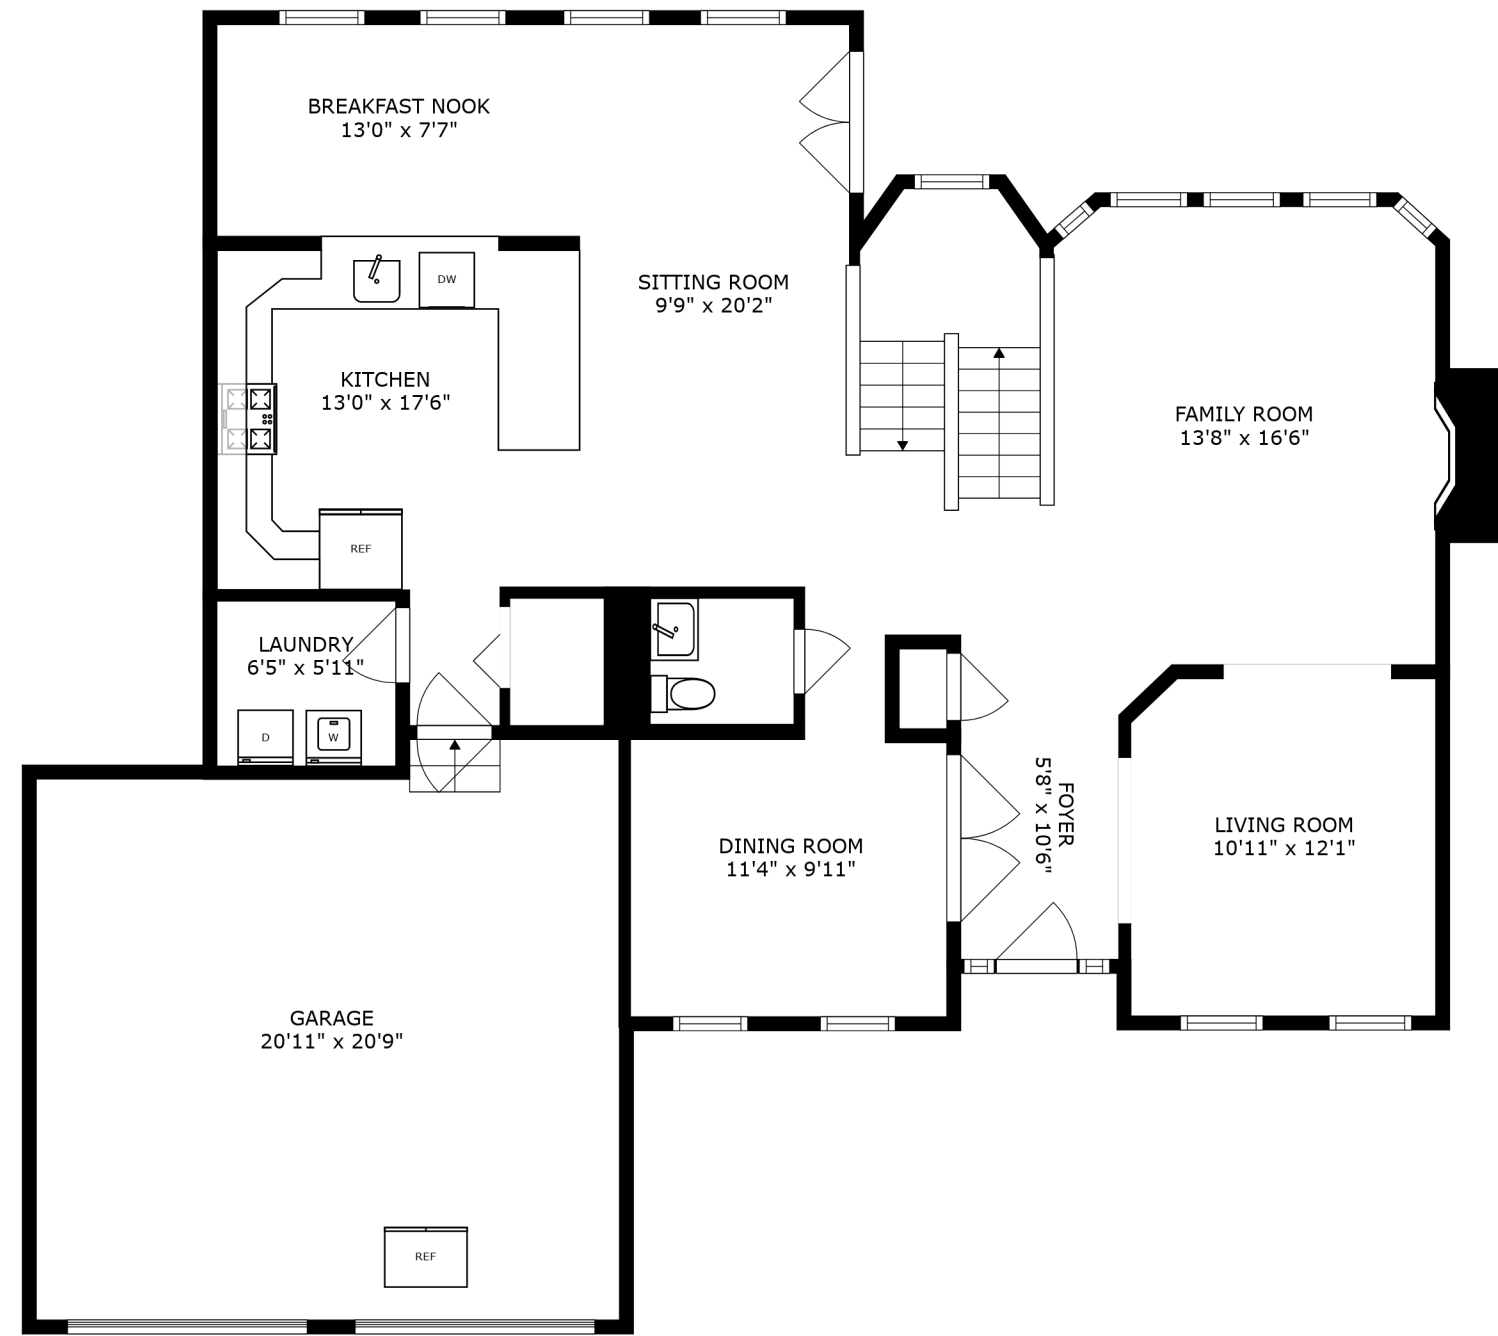 BREAKFAST NOOK
13'0" x 7'7"
SITTING ROOM
9'9" x 20'2"
DW
KITCHEN
13'0" x 17'6"
FAMILY ROOM
13'8" x 16'6"
REF
LAUNDRY
6'5" x 5'11"
D
W
FOYER
5'8" x 10'6"
LIVING ROOM
10'11" x 12'1"
DINING ROOM
11'4" x 9'11"
GARAGE
20'11" x 20'9"
REF